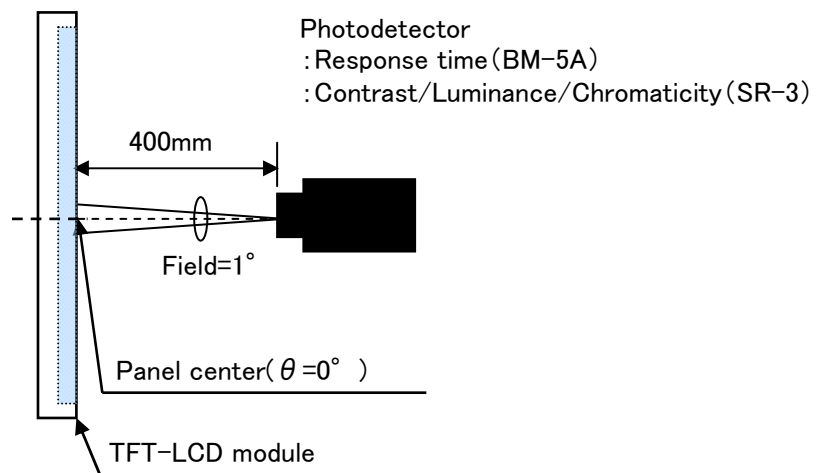 Photodetector
:Response time(BM-5A)
:Contrast/Luminance/Chromaticity(SR-3)
400mm
Field=1°
Panel center(θ=0° )
TFT-LCD module